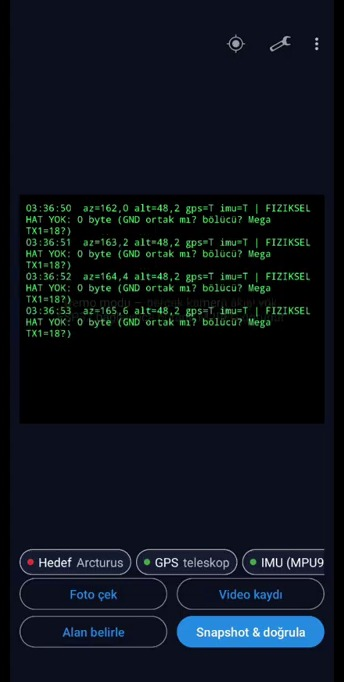 03:36:50 az=162,0 alt=48,2 gps=T imu=T | FIZIKSEL
HAT YOK: 0 byte (GND ortak mı? bölücü? Mega
TX1=18?)
03:36:51 az=163,2 alt=48,2 gps=T imu=T | FIZIKSEL
HAT YOK: 0 byte (GND ortak mı? bölücü? Mega
TX1=18?)
03:36:52 az=164,4 alt=48,2 gps=T imu=T | FIZIKSEL
HAT YOK: 0 byte (GND ortak mı? bölücü? Mega
TX1=18?)
03:36:53 az=165,6 alt=48,2 gps=T imu=T | FIZIKSEL
HAT YOK: 0 byte (GND ortak mı? bölücü? Mega
TX1=18?)
Hedef Arcturus GPS teleskop IMU (MPU9
Foto çek Video kaydı
Alan belirle Snapshot & doğrula